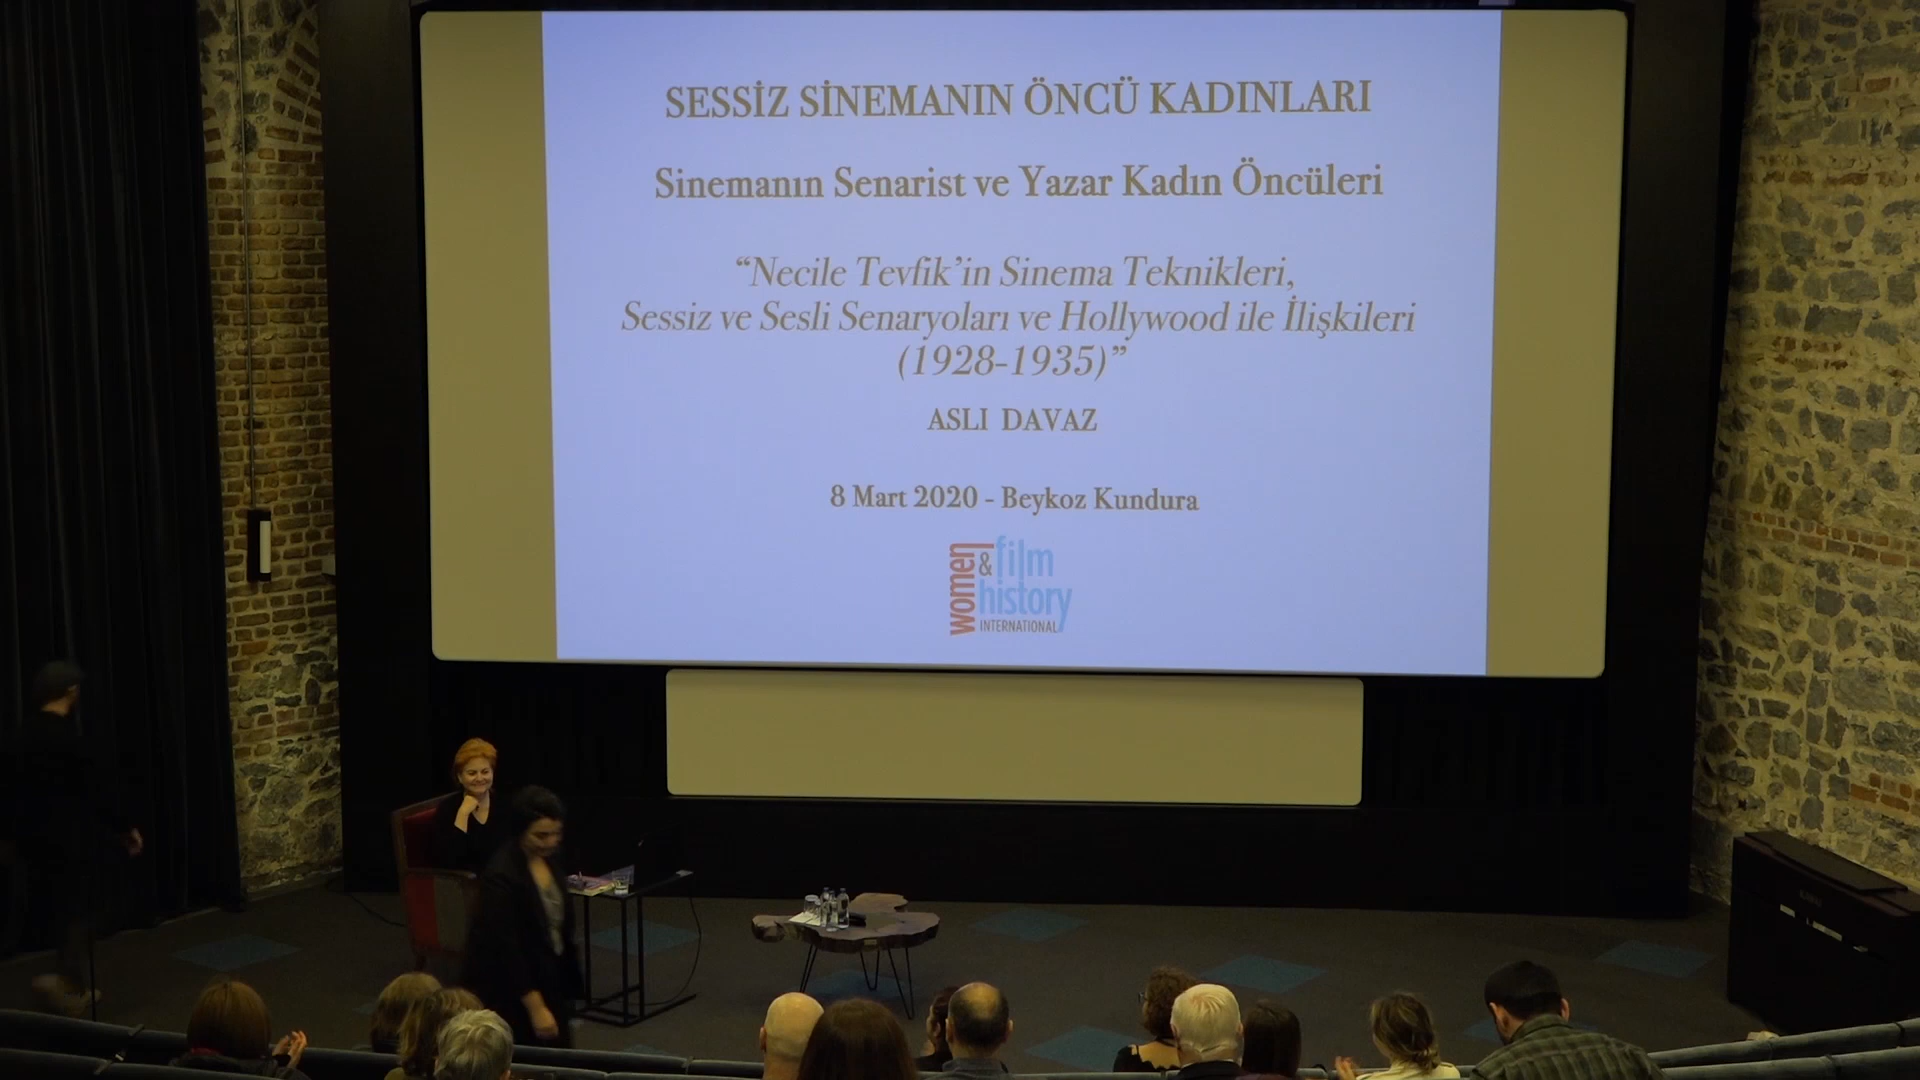 SESSİZ SİNEMANIN ÖNCÜ KADINLARI
Sinemanın Senarist ve Yazar Kadın Öncüleri
“Necile Tevfik’in Sinema Teknikleri,
Sessiz ve Sesli Senaryoları ve Hollywood ile İlişkileri
(1928-1935)”
ASLI DAVAZ
8 Mart 2020 - Beykoz Kundura
women
& film
history
INTERNATIONAL